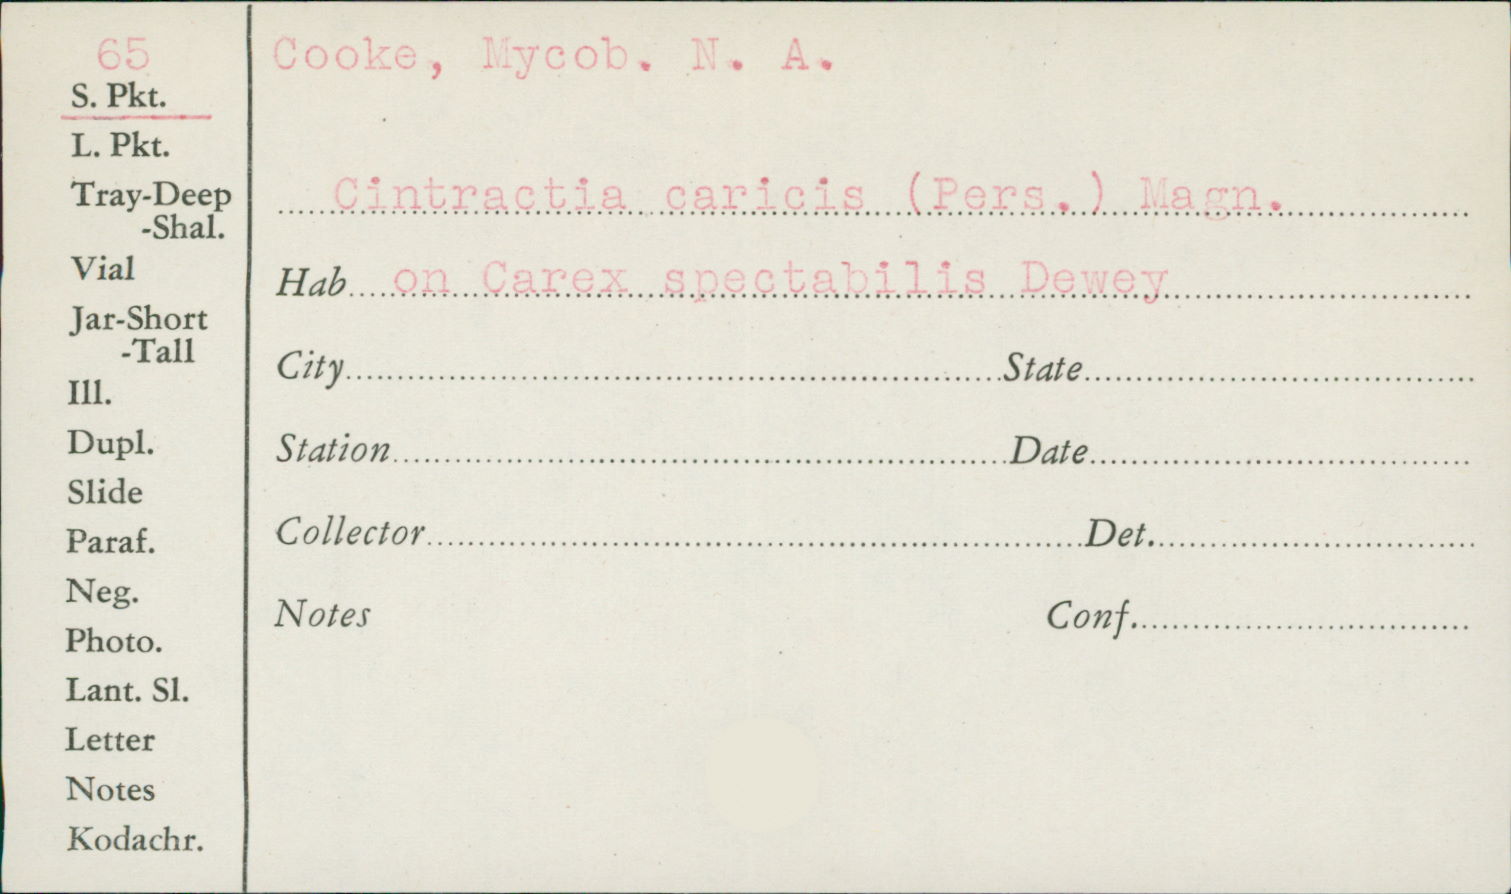 65
S. Pkt.
L. Pkt.
Tray-Deep
-Shal.
Vial
Jar-Short
-Tall
Ill.
Dupl.
Slide
Paraf.
Neg.
Photo.
Lant. Sl.
Letter
Notes
Kodachr.
Cooke, Mycob. N. A.
Cintractia caricis (Pers.) Magn.
Hab on Carex spectabilis Dewey
City State
Station Date
Collector Det.
Notes Conf.